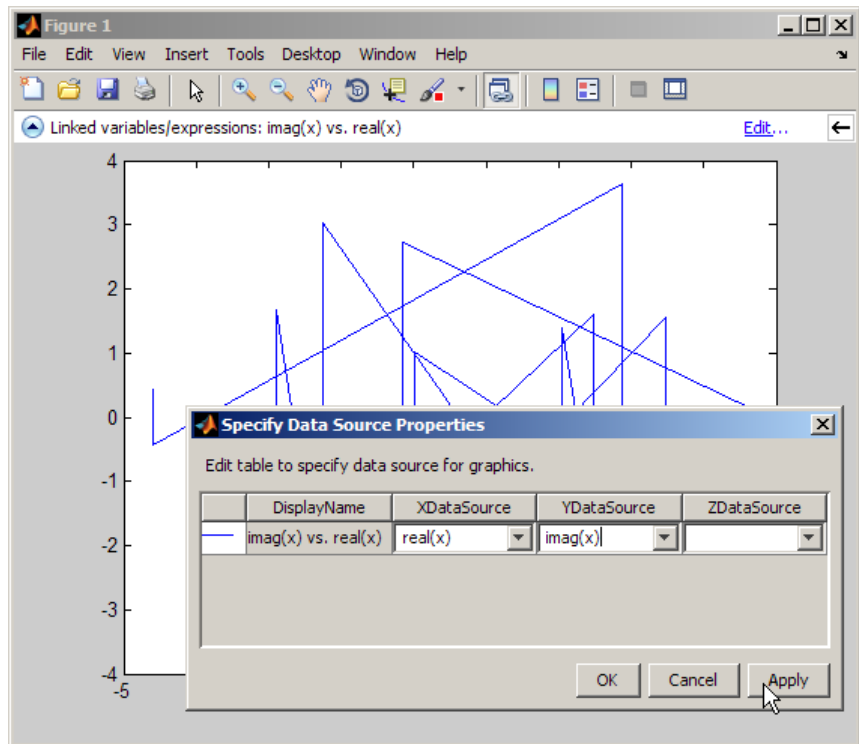 Figure 1
File Edit View Insert Tools Desktop Window Help
Linked variables/expressions: imag(x) vs. real(x) Edit...
4
3
2
1
0
-1
-2
-3
-4
-5
Specify Data Source Properties
Edit table to specify data source for graphics.
DisplayName XDataSource YDataSource ZDataSource
imag(x) vs. real(x) real(x) imag(x)
OK Cancel Apply